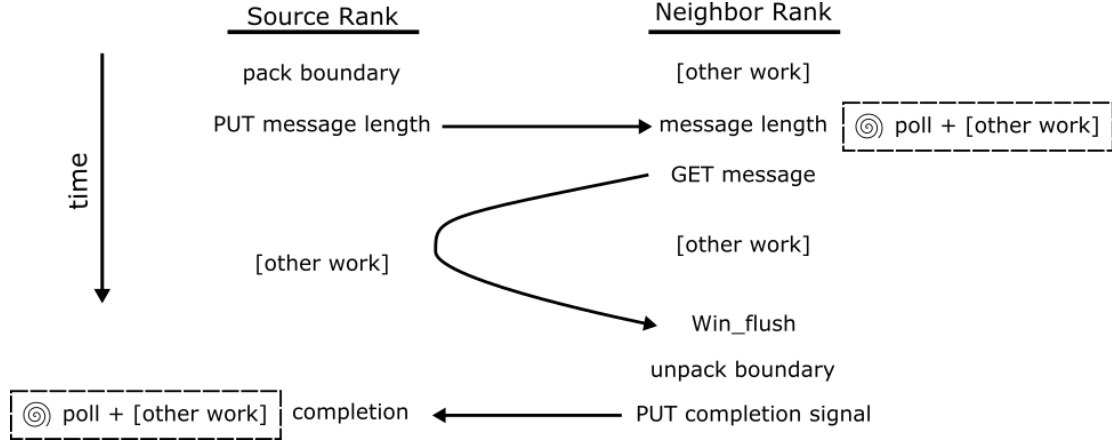 Source Rank
Neighbor Rank
pack boundary
[other work]
PUT message length
message length
poll + [other work]
GET message
time
[other work]
[other work]
Win_flush
unpack boundary
poll + [other work]
completion
PUT completion signal